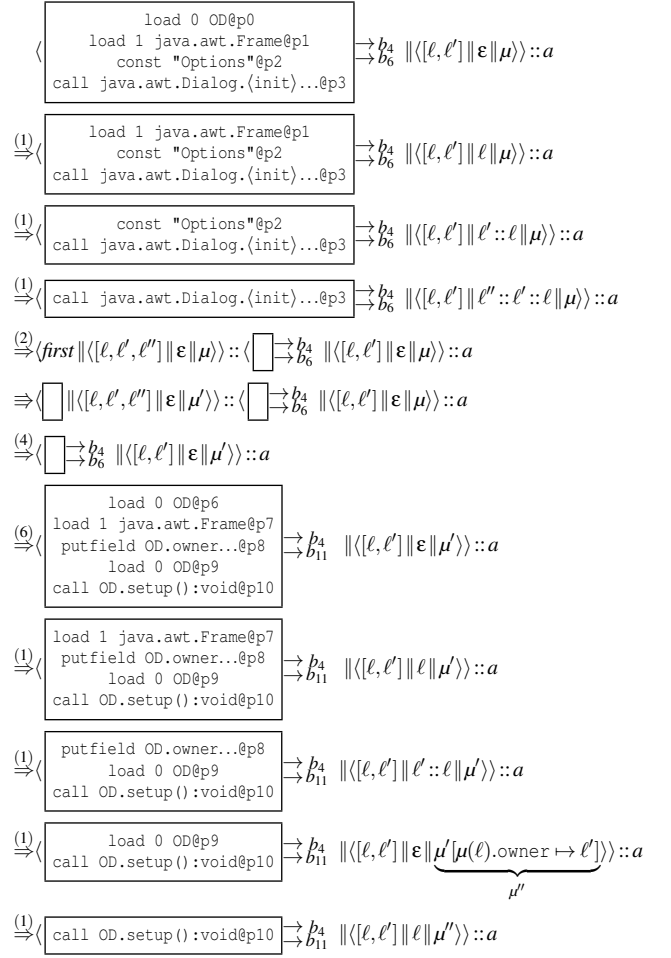 load 0 OD@p0
load 1 java.awt.Frame@p1
const "Options"@p2
call java.awt.Dialog.⟨init⟩...@p3
⟨ →b4 →b6 ∥⟨[ℓ,ℓ′]∥ε∥μ⟩⟩::a
load 1 java.awt.Frame@p1
const "Options"@p2
call java.awt.Dialog.⟨init⟩...@p3
(1)⇒⟨ →b4 →b6 ∥⟨[ℓ,ℓ′]∥ℓ∥μ⟩⟩::a
const "Options"@p2
call java.awt.Dialog.⟨init⟩...@p3
(1)⇒⟨ →b4 →b6 ∥⟨[ℓ,ℓ′]∥ℓ′::ℓ∥μ⟩⟩::a
(1)⇒⟨ call java.awt.Dialog.⟨init⟩...@p3 →b4 →b6 ∥⟨[ℓ,ℓ′]∥ℓ″::ℓ′::ℓ∥μ⟩⟩::a
(2)⇒⟨first∥⟨[ℓ,ℓ′,ℓ″]∥ε∥μ⟩⟩::⟨ →b4 →b6 ∥⟨[ℓ,ℓ′]∥ε∥μ⟩⟩::a
⇛⟨ ∥⟨[ℓ,ℓ′,ℓ″]∥ε∥μ′⟩⟩::⟨ →b4 →b6 ∥⟨[ℓ,ℓ′]∥ε∥μ⟩⟩::a
(4)⇒⟨ →b4 →b6 ∥⟨[ℓ,ℓ′]∥ε∥μ′⟩⟩::a
load 0 OD@p6
load 1 java.awt.Frame@p7
putfield OD.owner...@p8
load 0 OD@p9
call OD.setup():void@p10
(6)⇒⟨ →b4 →b11 ∥⟨[ℓ,ℓ′]∥ε∥μ′⟩⟩::a
load 1 java.awt.Frame@p7
putfield OD.owner...@p8
load 0 OD@p9
call OD.setup():void@p10
(1)⇒⟨ →b4 →b11 ∥⟨[ℓ,ℓ′]∥ℓ∥μ′⟩⟩::a
putfield OD.owner...@p8
load 0 OD@p9
call OD.setup():void@p10
(1)⇒⟨ →b4 →b11 ∥⟨[ℓ,ℓ′]∥ℓ′::ℓ∥μ′⟩⟩::a
load 0 OD@p9
call OD.setup():void@p10
(1)⇒⟨ →b4 →b11 ∥⟨[ℓ,ℓ′]∥ε∥μ′[μ(ℓ).owner ↦ ℓ′]⟩⟩::a
μ″
(1)⇒⟨ call OD.setup():void@p10 →b4 →b11 ∥⟨[ℓ,ℓ′]∥ℓ∥μ″⟩⟩::a